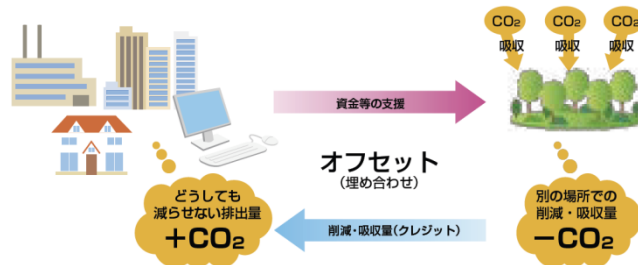 CO₂
CO₂
CO₂
吸収
吸収
吸収
資金等の支援
オフセット
(埋め合わせ)
どうしても
減らせない排出量
+CO₂
削減・吸収量(クレジット)
別の場所での
削減・吸収量
-CO₂